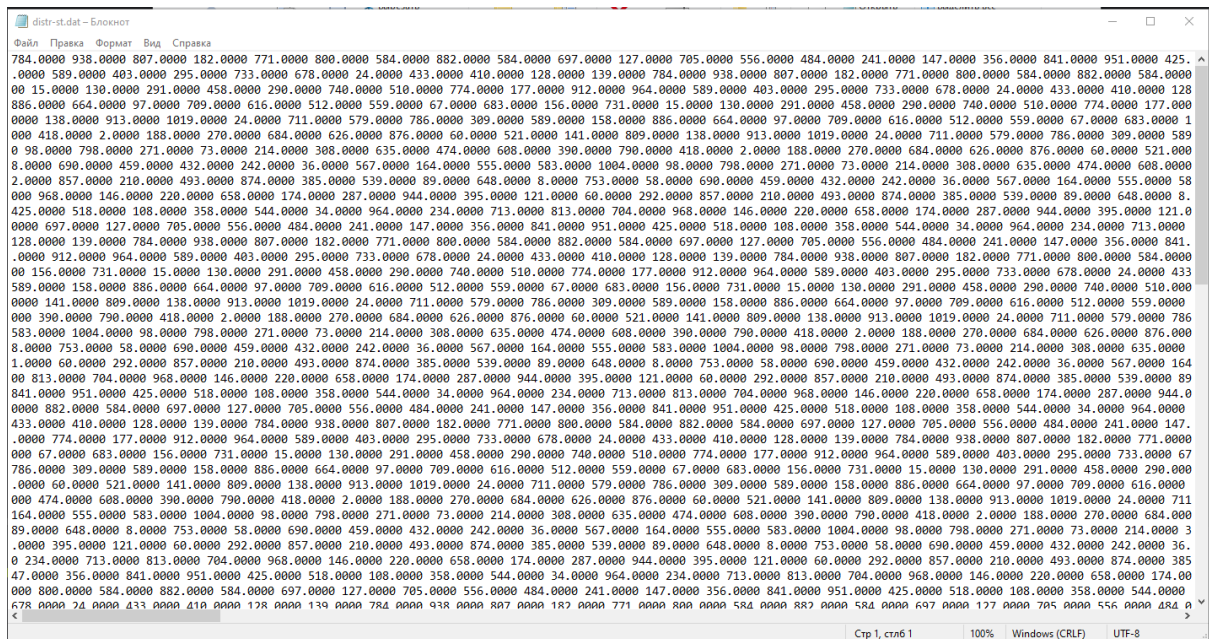 distr-st.dat – Блокнот
Файл Правка Формат Вид Справка
784.0000 938.0000 807.0000 182.0000 771.0000 800.0000 584.0000 882.0000 584.0000 697.0000 127.0000 705.0000 556.0000 484.0000 241.0000 147.0000 356.0000 841.0000 951.0000 425.
.0000 589.0000 403.0000 295.0000 733.0000 678.0000 24.0000 433.0000 410.0000 128.0000 139.0000 784.0000 938.0000 807.0000 182.0000 771.0000 800.0000 584.0000 882.0000 584.0000
00 15.0000 130.0000 291.0000 458.0000 290.0000 740.0000 510.0000 774.0000 177.0000 912.0000 964.0000 589.0000 403.0000 295.0000 733.0000 678.0000 24.0000 433.0000 410.0000 128
886.0000 664.0000 97.0000 709.0000 616.0000 512.0000 559.0000 67.0000 683.0000 156.0000 731.0000 15.0000 130.0000 291.0000 458.0000 290.0000 740.0000 510.0000 774.0000 177.000
0000 138.0000 913.0000 1019.0000 24.0000 711.0000 579.0000 786.0000 309.0000 589.0000 158.0000 886.0000 664.0000 97.0000 709.0000 616.0000 512.0000 559.0000 67.0000 683.0000 1
000 418.0000 2.0000 188.0000 270.0000 684.0000 626.0000 876.0000 60.0000 521.0000 141.0000 809.0000 138.0000 913.0000 1019.0000 24.0000 711.0000 579.0000 786.0000 309.0000 589
0 98.0000 798.0000 271.0000 73.0000 214.0000 308.0000 635.0000 474.0000 608.0000 390.0000 790.0000 418.0000 2.0000 188.0000 270.0000 684.0000 626.0000 876.0000 60.0000 521.000
8.0000 690.0000 459.0000 432.0000 242.0000 36.0000 567.0000 164.0000 555.0000 583.0000 1004.0000 98.0000 798.0000 271.0000 73.0000 214.0000 308.0000 635.0000 474.0000 608.0000
2.0000 857.0000 210.0000 493.0000 874.0000 385.0000 539.0000 89.0000 648.0000 8.0000 753.0000 58.0000 690.0000 459.0000 432.0000 242.0000 36.0000 567.0000 164.0000 555.0000 58
000 968.0000 146.0000 220.0000 658.0000 174.0000 287.0000 944.0000 395.0000 121.0000 60.0000 292.0000 857.0000 210.0000 493.0000 874.0000 385.0000 539.0000 89.0000 648.0000 8.
425.0000 518.0000 108.0000 358.0000 544.0000 34.0000 964.0000 234.0000 713.0000 813.0000 704.0000 968.0000 146.0000 220.0000 658.0000 174.0000 287.0000 944.0000 395.0000 121.0
0000 697.0000 127.0000 705.0000 556.0000 484.0000 241.0000 147.0000 356.0000 841.0000 951.0000 425.0000 518.0000 108.0000 358.0000 544.0000 34.0000 964.0000 234.0000 713.0000
128.0000 139.0000 784.0000 938.0000 807.0000 182.0000 771.0000 800.0000 584.0000 882.0000 584.0000 697.0000 127.0000 705.0000 556.0000 484.0000 241.0000 147.0000 356.0000 841.
.0000 912.0000 964.0000 589.0000 403.0000 295.0000 733.0000 678.0000 24.0000 433.0000 410.0000 128.0000 139.0000 784.0000 938.0000 807.0000 182.0000 771.0000 800.0000 584.0000
00 156.0000 731.0000 15.0000 130.0000 291.0000 458.0000 290.0000 740.0000 510.0000 774.0000 177.0000 912.0000 964.0000 589.0000 403.0000 295.0000 733.0000 678.0000 24.0000 433
589.0000 158.0000 886.0000 664.0000 97.0000 709.0000 616.0000 512.0000 559.0000 67.0000 683.0000 156.0000 731.0000 15.0000 130.0000 291.0000 458.0000 290.0000 740.0000 510.000
0000 141.0000 809.0000 138.0000 913.0000 1019.0000 24.0000 711.0000 579.0000 786.0000 309.0000 589.0000 158.0000 886.0000 664.0000 97.0000 709.0000 616.0000 512.0000 559.0000
000 390.0000 790.0000 418.0000 2.0000 188.0000 270.0000 684.0000 626.0000 876.0000 60.0000 521.0000 141.0000 809.0000 138.0000 913.0000 1019.0000 24.0000 711.0000 579.0000 786
583.0000 1004.0000 98.0000 798.0000 271.0000 73.0000 214.0000 308.0000 635.0000 474.0000 608.0000 390.0000 790.0000 418.0000 2.0000 188.0000 270.0000 684.0000 626.0000 876.000
8.0000 753.0000 58.0000 690.0000 459.0000 432.0000 242.0000 36.0000 567.0000 164.0000 555.0000 583.0000 1004.0000 98.0000 798.0000 271.0000 73.0000 214.0000 308.0000 635.0000
1.0000 60.0000 292.0000 857.0000 210.0000 493.0000 874.0000 385.0000 539.0000 89.0000 648.0000 8.0000 753.0000 58.0000 690.0000 459.0000 432.0000 242.0000 36.0000 567.0000 164
00 813.0000 704.0000 968.0000 146.0000 220.0000 658.0000 174.0000 287.0000 944.0000 395.0000 121.0000 60.0000 292.0000 857.0000 210.0000 493.0000 874.0000 385.0000 539.0000 89
841.0000 951.0000 425.0000 518.0000 108.0000 358.0000 544.0000 34.0000 964.0000 234.0000 713.0000 813.0000 704.0000 968.0000 146.0000 220.0000 658.0000 174.0000 287.0000 944.0
0000 882.0000 584.0000 697.0000 127.0000 705.0000 556.0000 484.0000 241.0000 147.0000 356.0000 841.0000 951.0000 425.0000 518.0000 108.0000 358.0000 544.0000 34.0000 964.0000
433.0000 410.0000 128.0000 139.0000 784.0000 938.0000 807.0000 182.0000 771.0000 800.0000 584.0000 882.0000 584.0000 697.0000 127.0000 705.0000 556.0000 484.0000 241.0000 147.
.0000 774.0000 177.0000 912.0000 964.0000 589.0000 403.0000 295.0000 733.0000 678.0000 24.0000 433.0000 410.0000 128.0000 139.0000 784.0000 938.0000 807.0000 182.0000 771.0000
000 67.0000 683.0000 156.0000 731.0000 15.0000 130.0000 291.0000 458.0000 290.0000 740.0000 510.0000 774.0000 177.0000 912.0000 964.0000 589.0000 403.0000 295.0000 733.0000 67
786.0000 309.0000 589.0000 158.0000 886.0000 664.0000 97.0000 709.0000 616.0000 512.0000 559.0000 67.0000 683.0000 156.0000 731.0000 15.0000 130.0000 291.0000 458.0000 290.000
.0000 60.0000 521.0000 141.0000 809.0000 138.0000 913.0000 1019.0000 24.0000 711.0000 579.0000 786.0000 309.0000 589.0000 158.0000 886.0000 664.0000 97.0000 709.0000 616.0000
000 474.0000 608.0000 390.0000 790.0000 418.0000 2.0000 188.0000 270.0000 684.0000 626.0000 876.0000 60.0000 521.0000 141.0000 809.0000 138.0000 913.0000 1019.0000 24.0000 711
164.0000 555.0000 583.0000 1004.0000 98.0000 798.0000 271.0000 73.0000 214.0000 308.0000 635.0000 474.0000 608.0000 390.0000 790.0000 418.0000 2.0000 188.0000 270.0000 684.000
89.0000 648.0000 8.0000 753.0000 58.0000 690.0000 459.0000 432.0000 242.0000 36.0000 567.0000 164.0000 555.0000 583.0000 1004.0000 98.0000 798.0000 271.0000 73.0000 214.0000 3
.0000 395.0000 121.0000 60.0000 292.0000 857.0000 210.0000 493.0000 874.0000 385.0000 539.0000 89.0000 648.0000 8.0000 753.0000 58.0000 690.0000 459.0000 432.0000 242.0000 36.
0 234.0000 713.0000 813.0000 704.0000 968.0000 146.0000 220.0000 658.0000 174.0000 287.0000 944.0000 395.0000 121.0000 60.0000 292.0000 857.0000 210.0000 493.0000 874.0000 385
47.0000 356.0000 841.0000 951.0000 425.0000 518.0000 108.0000 358.0000 544.0000 34.0000 964.0000 234.0000 713.0000 813.0000 704.0000 968.0000 146.0000 220.0000 658.0000 174.00
000 800.0000 584.0000 882.0000 584.0000 697.0000 127.0000 705.0000 556.0000 484.0000 241.0000 147.0000 356.0000 841.0000 951.0000 425.0000 518.0000 108.0000 358.0000 544.0000
678.0000 24.0000 433.0000 410.0000 128.0000 139.0000 784.0000 938.0000 807.0000 182.0000 771.0000 800.0000 584.0000 882.0000 584.0000 697.0000 127.0000 705.0000 556.0000 484.0
Стр 1, стлб 1 100% Windows (CRLF) UTF-8